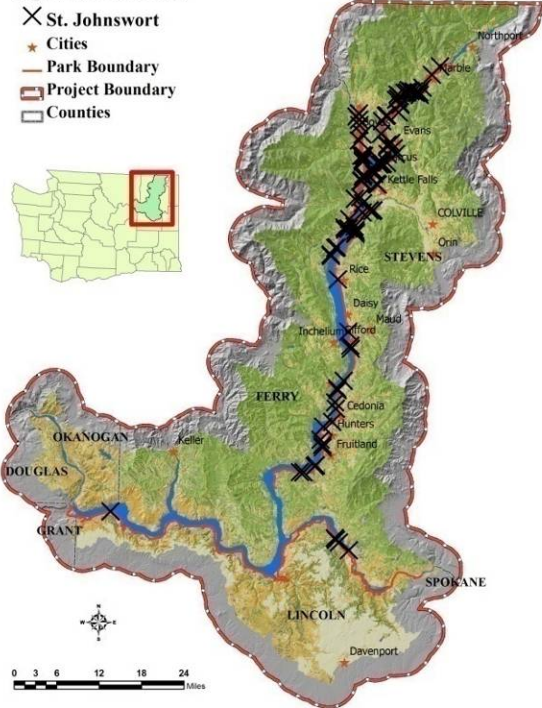 St. Johnswort
Cities
Park Boundary
Project Boundary
Counties
Northport
Marble
Evans
Kettle Falls
COLVILLE
Orin
STEVENS
Rice
Daisy
Maud
Inchelium
Gifford
FERRY
Cedonia
Hunters
Fruitland
OKANOGAN
Keller
DOUGLAS
GRANT
SPOKANE
LINCOLN
Davenport
N
W E
S
0 3 6 12 18 24
Miles